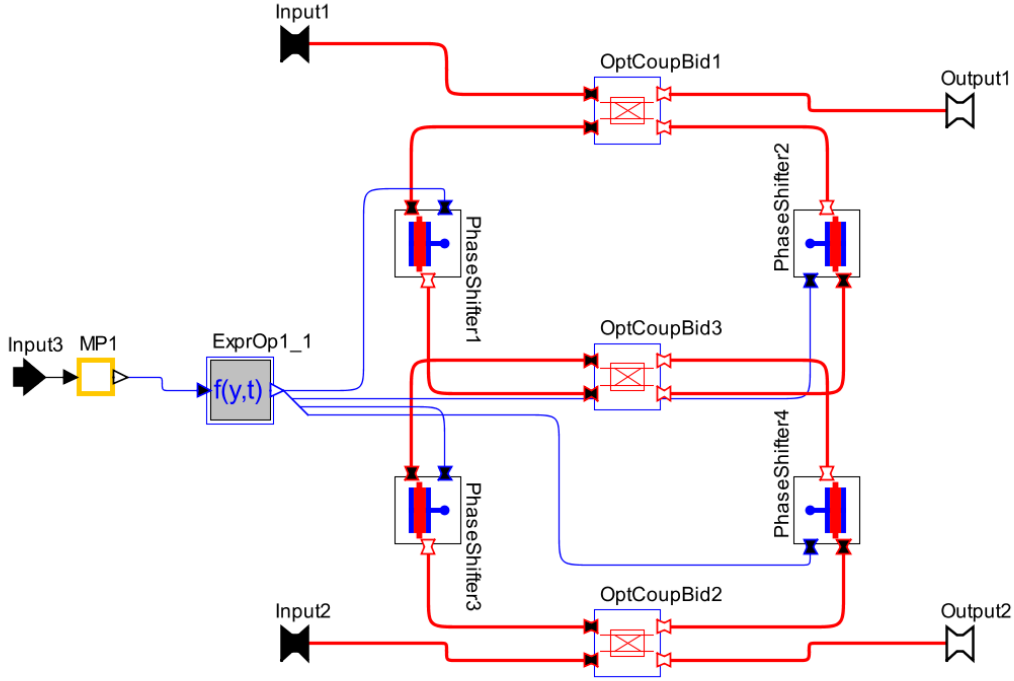 Input1
OptCoupBid1
Output1
PhaseShifter1
PhaseShifter2
Input3
MP1
ExprOp1_1
f(y,t)
OptCoupBid3
PhaseShifter3
PhaseShifter4
Input2
OptCoupBid2
Output2